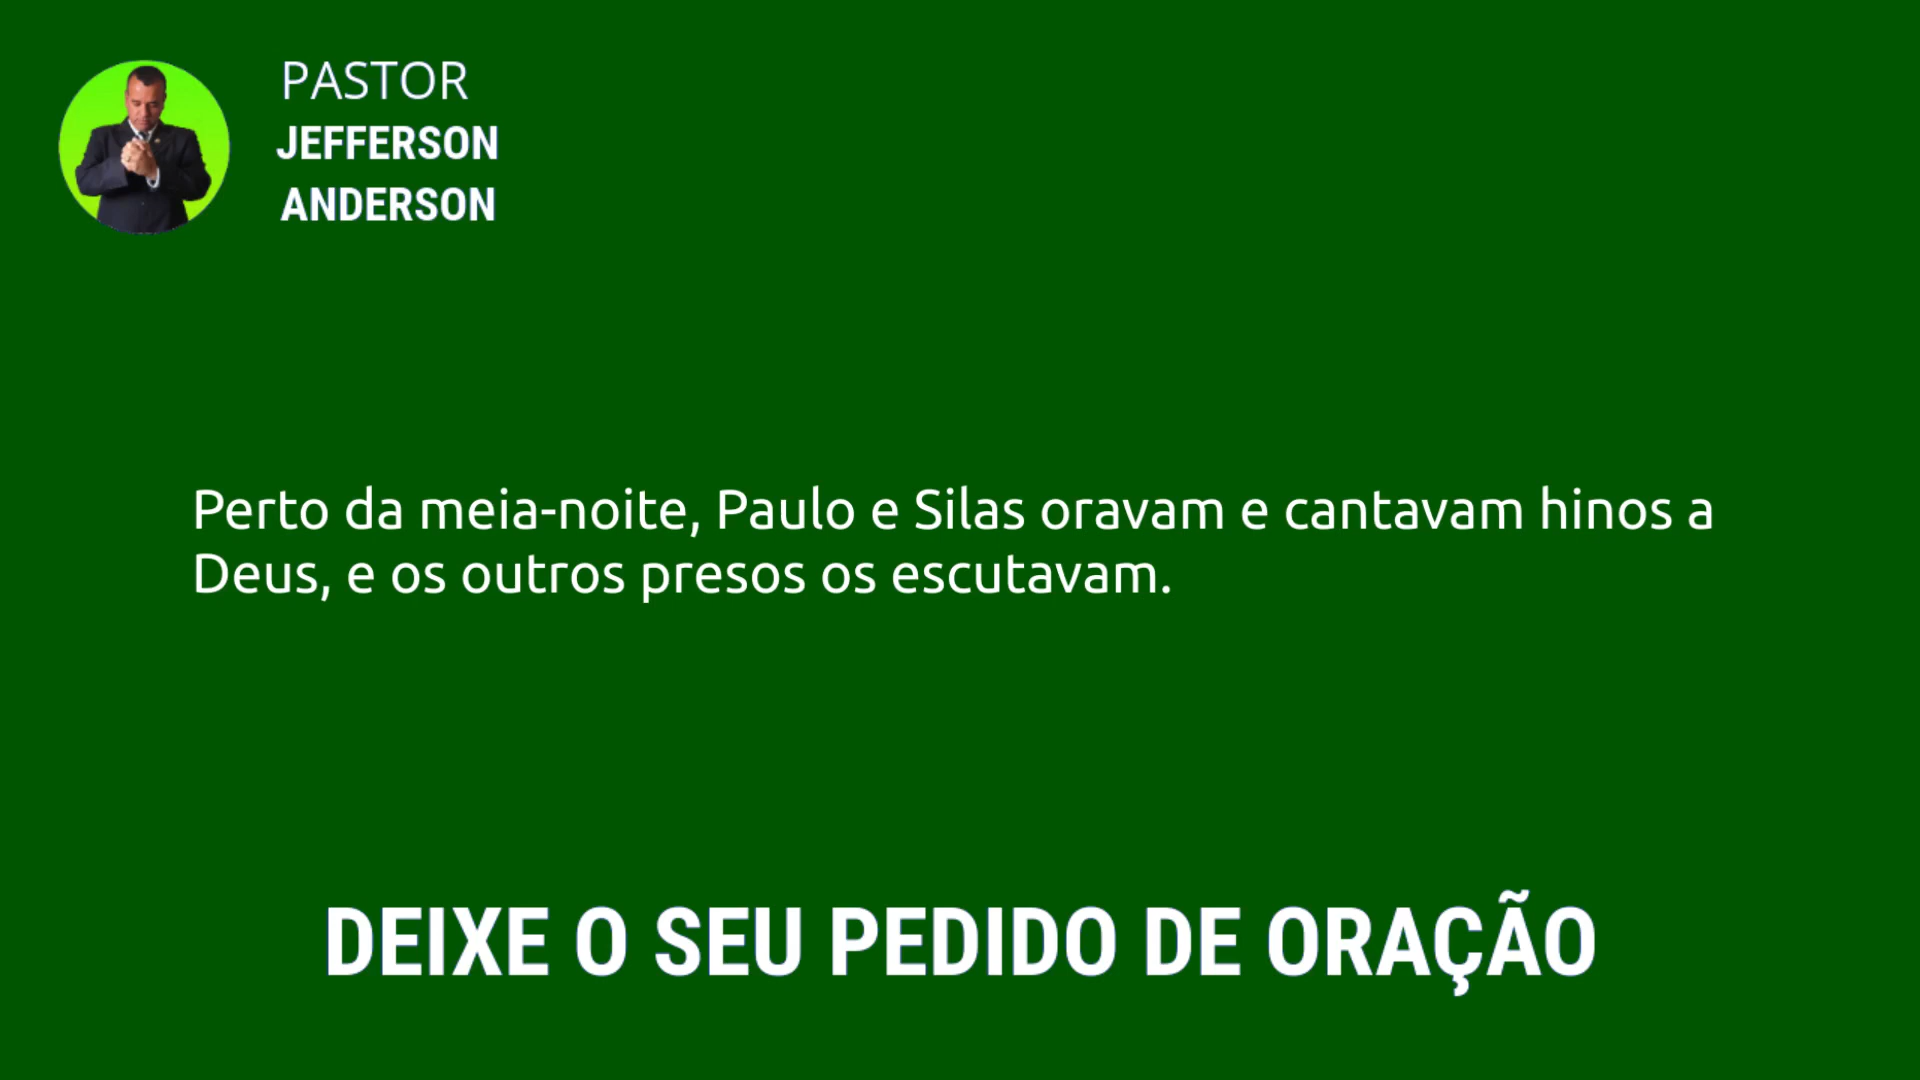 PASTOR
JEFFERSON
ANDERSON
Perto da meia-noite, Paulo e Silas oravam e cantavam hinos a
Deus, e os outros presos os escutavam.
DEIXE O SEU PEDIDO DE ORAÇÃO